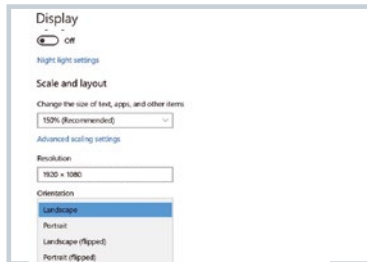 Display
Off
Night light settings
Scale and layout
Change the size of text, apps, and other items
150% (Recommended)
Advanced scaling settings
Resolution
1920 × 1080
Orientation
Landscape
Portrait
Landscape (flipped)
Portrait (flipped)